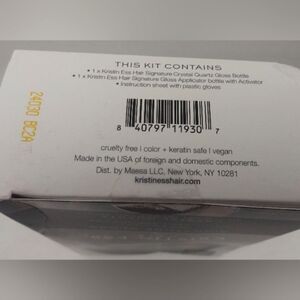 THIS KIT CONTAINS
• 1 x Kristin Ess Hair Signature Crystal Quartz Gloss Bottle
• 1 x Kristin Ess Hair Signature Gloss Applicator bottle with Activator
• Instruction sheet with plastic gloves
8 40797 11930 7
24030 BC2A
cruelty free | color + keratin safe | vegan
Made in the USA of foreign and domestic components.
Dist. by Maesa LLC, New York, NY 10281
kristinesshair.com